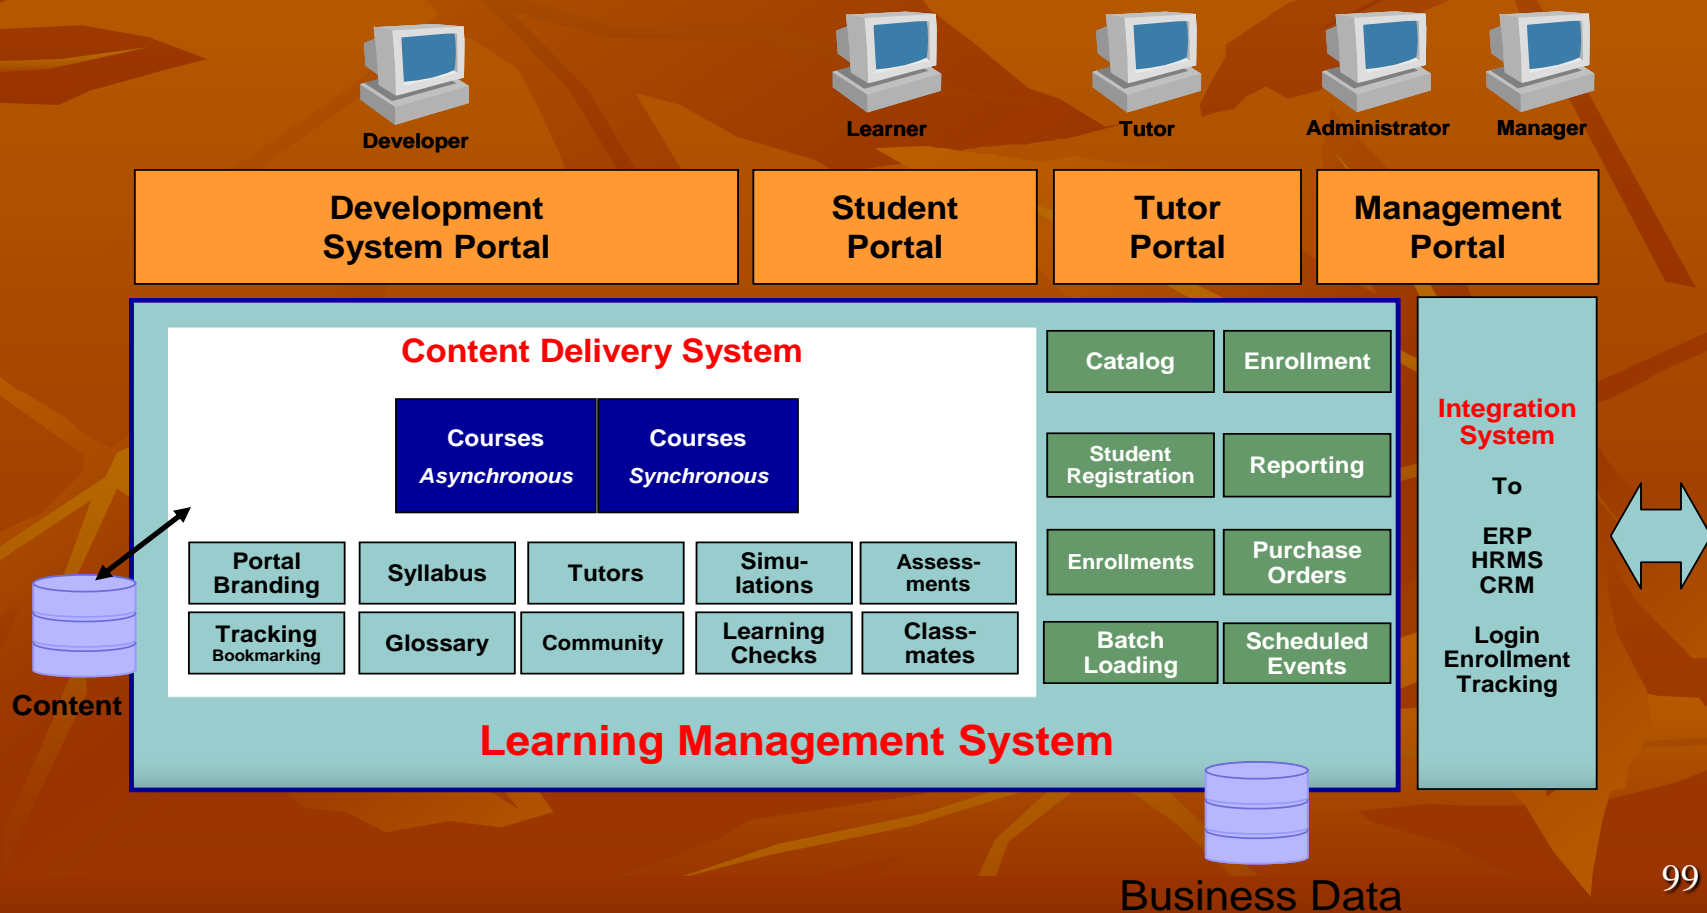 Developer
Learner
Tutor
Administrator
Manager
Development
System Portal
Student
Portal
Tutor
Portal
Management
Portal
Content Delivery System
Courses
Asynchronous
Courses
Synchronous
Portal
Branding
Syllabus
Tutors
Simu-
lations
Assess-
ments
Tracking
Bookmarking
Glossary
Community
Learning
Checks
Class-
mates
Catalog
Enrollment
Student
Registration
Reporting
Enrollments
Purchase
Orders
Batch
Loading
Scheduled
Events
Learning Management System
Integration
System
To
ERP
HRMS
CRM
Login
Enrollment
Tracking
Content
Business Data
99